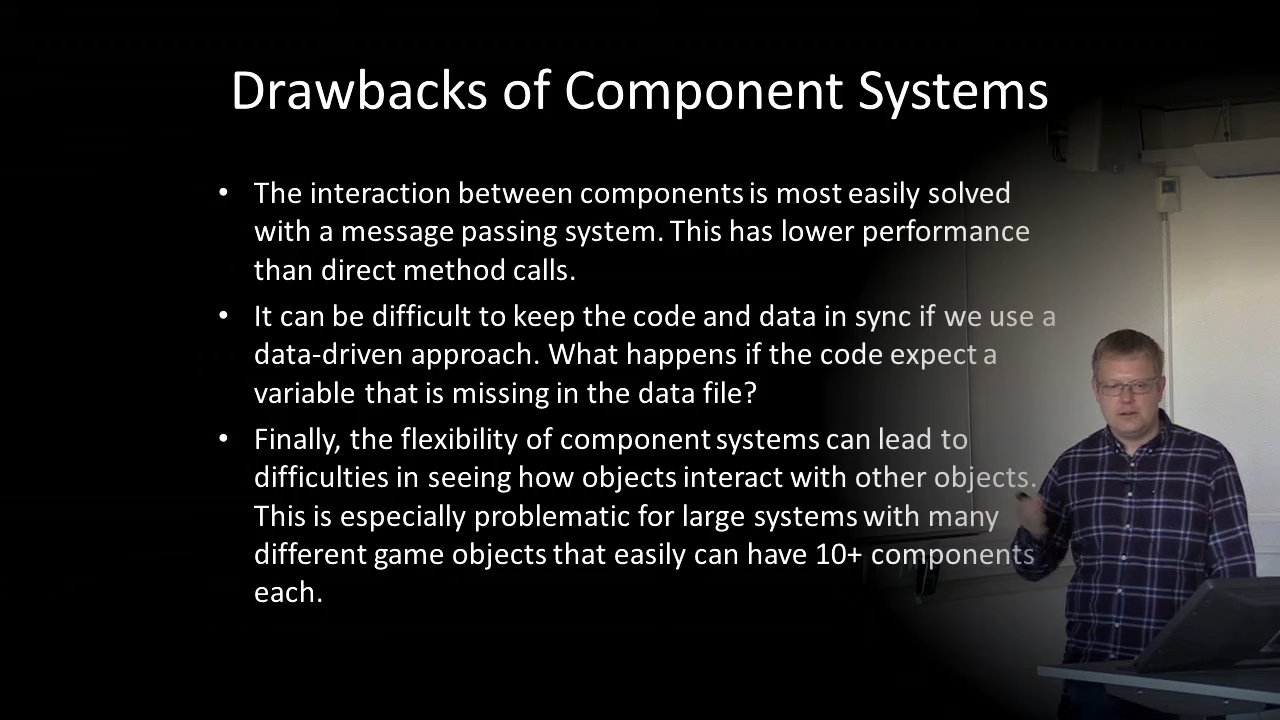 Drawbacks of Component Systems
• The interaction between components is most easily solved
with a message passing system. This has lower performance
than direct method calls.
• It can be difficult to keep the code and data in sync if we use a
data-driven approach. What happens if the code expect a
variable that is missing in the data file?
• Finally, the flexibility of component systems can lead to
difficulties in seeing how objects interact with other objects.
This is especially problematic for large systems with many
different game objects that easily can have 10+ components
each.